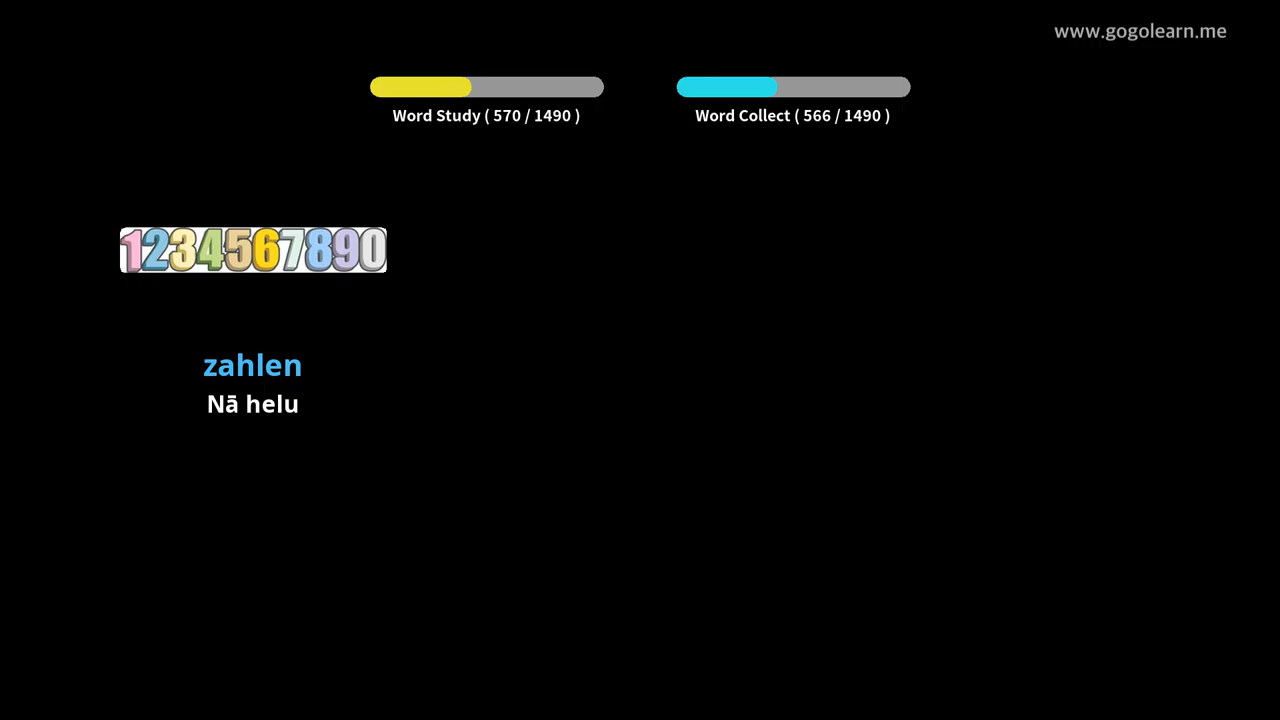 www.gogolearn.me
Word Study ( 570 / 1490 )
Word Collect ( 566 / 1490 )
1234567890
zahlen
Nā helu